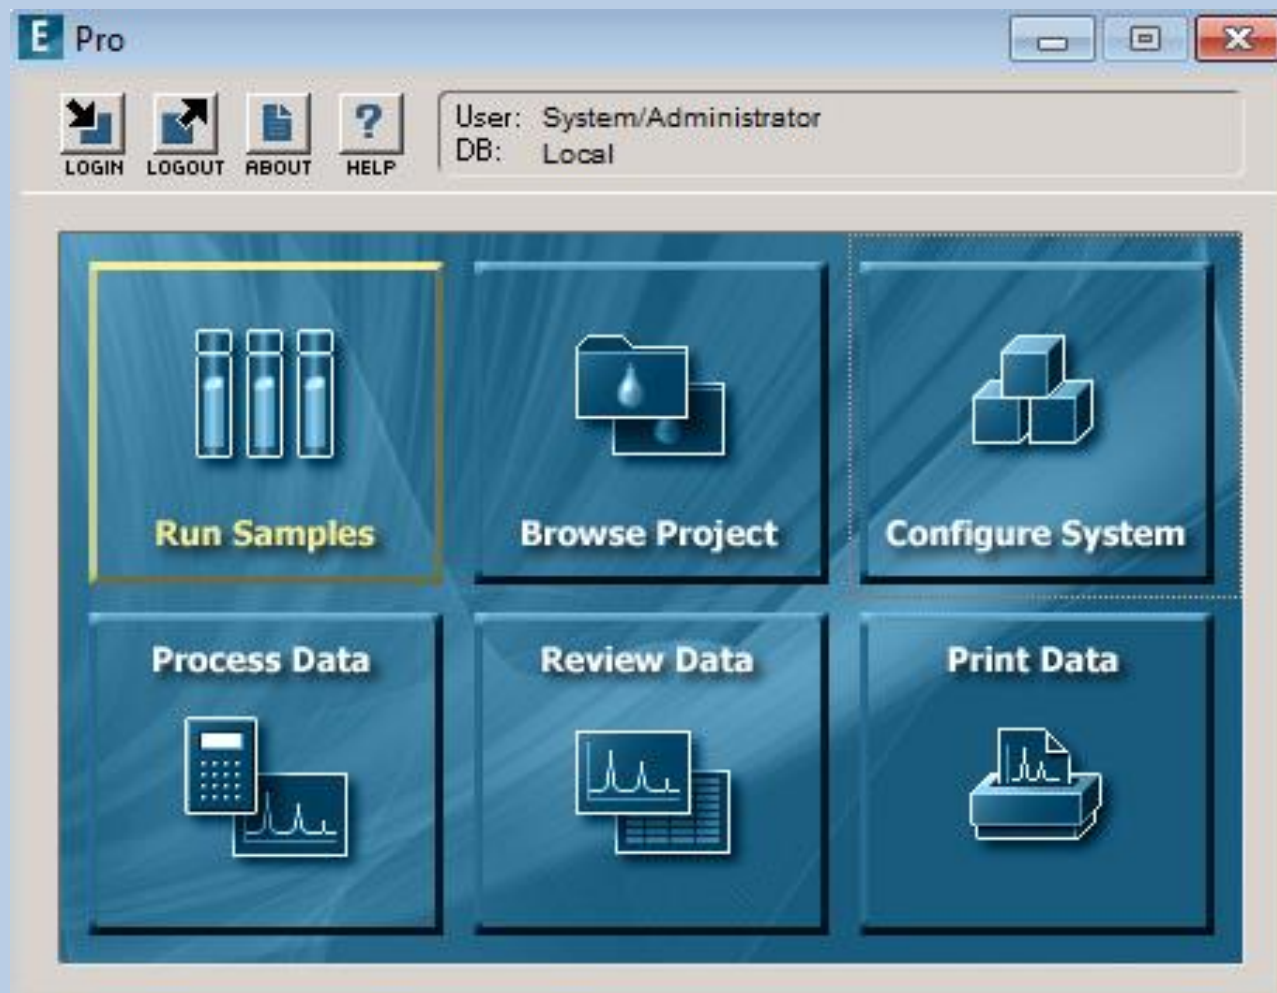 E Pro
LOGIN LOGOUT ABOUT HELP
User: System/Administrator
DB: Local
Run Samples
Browse Project
Configure System
Process Data
Review Data
Print Data